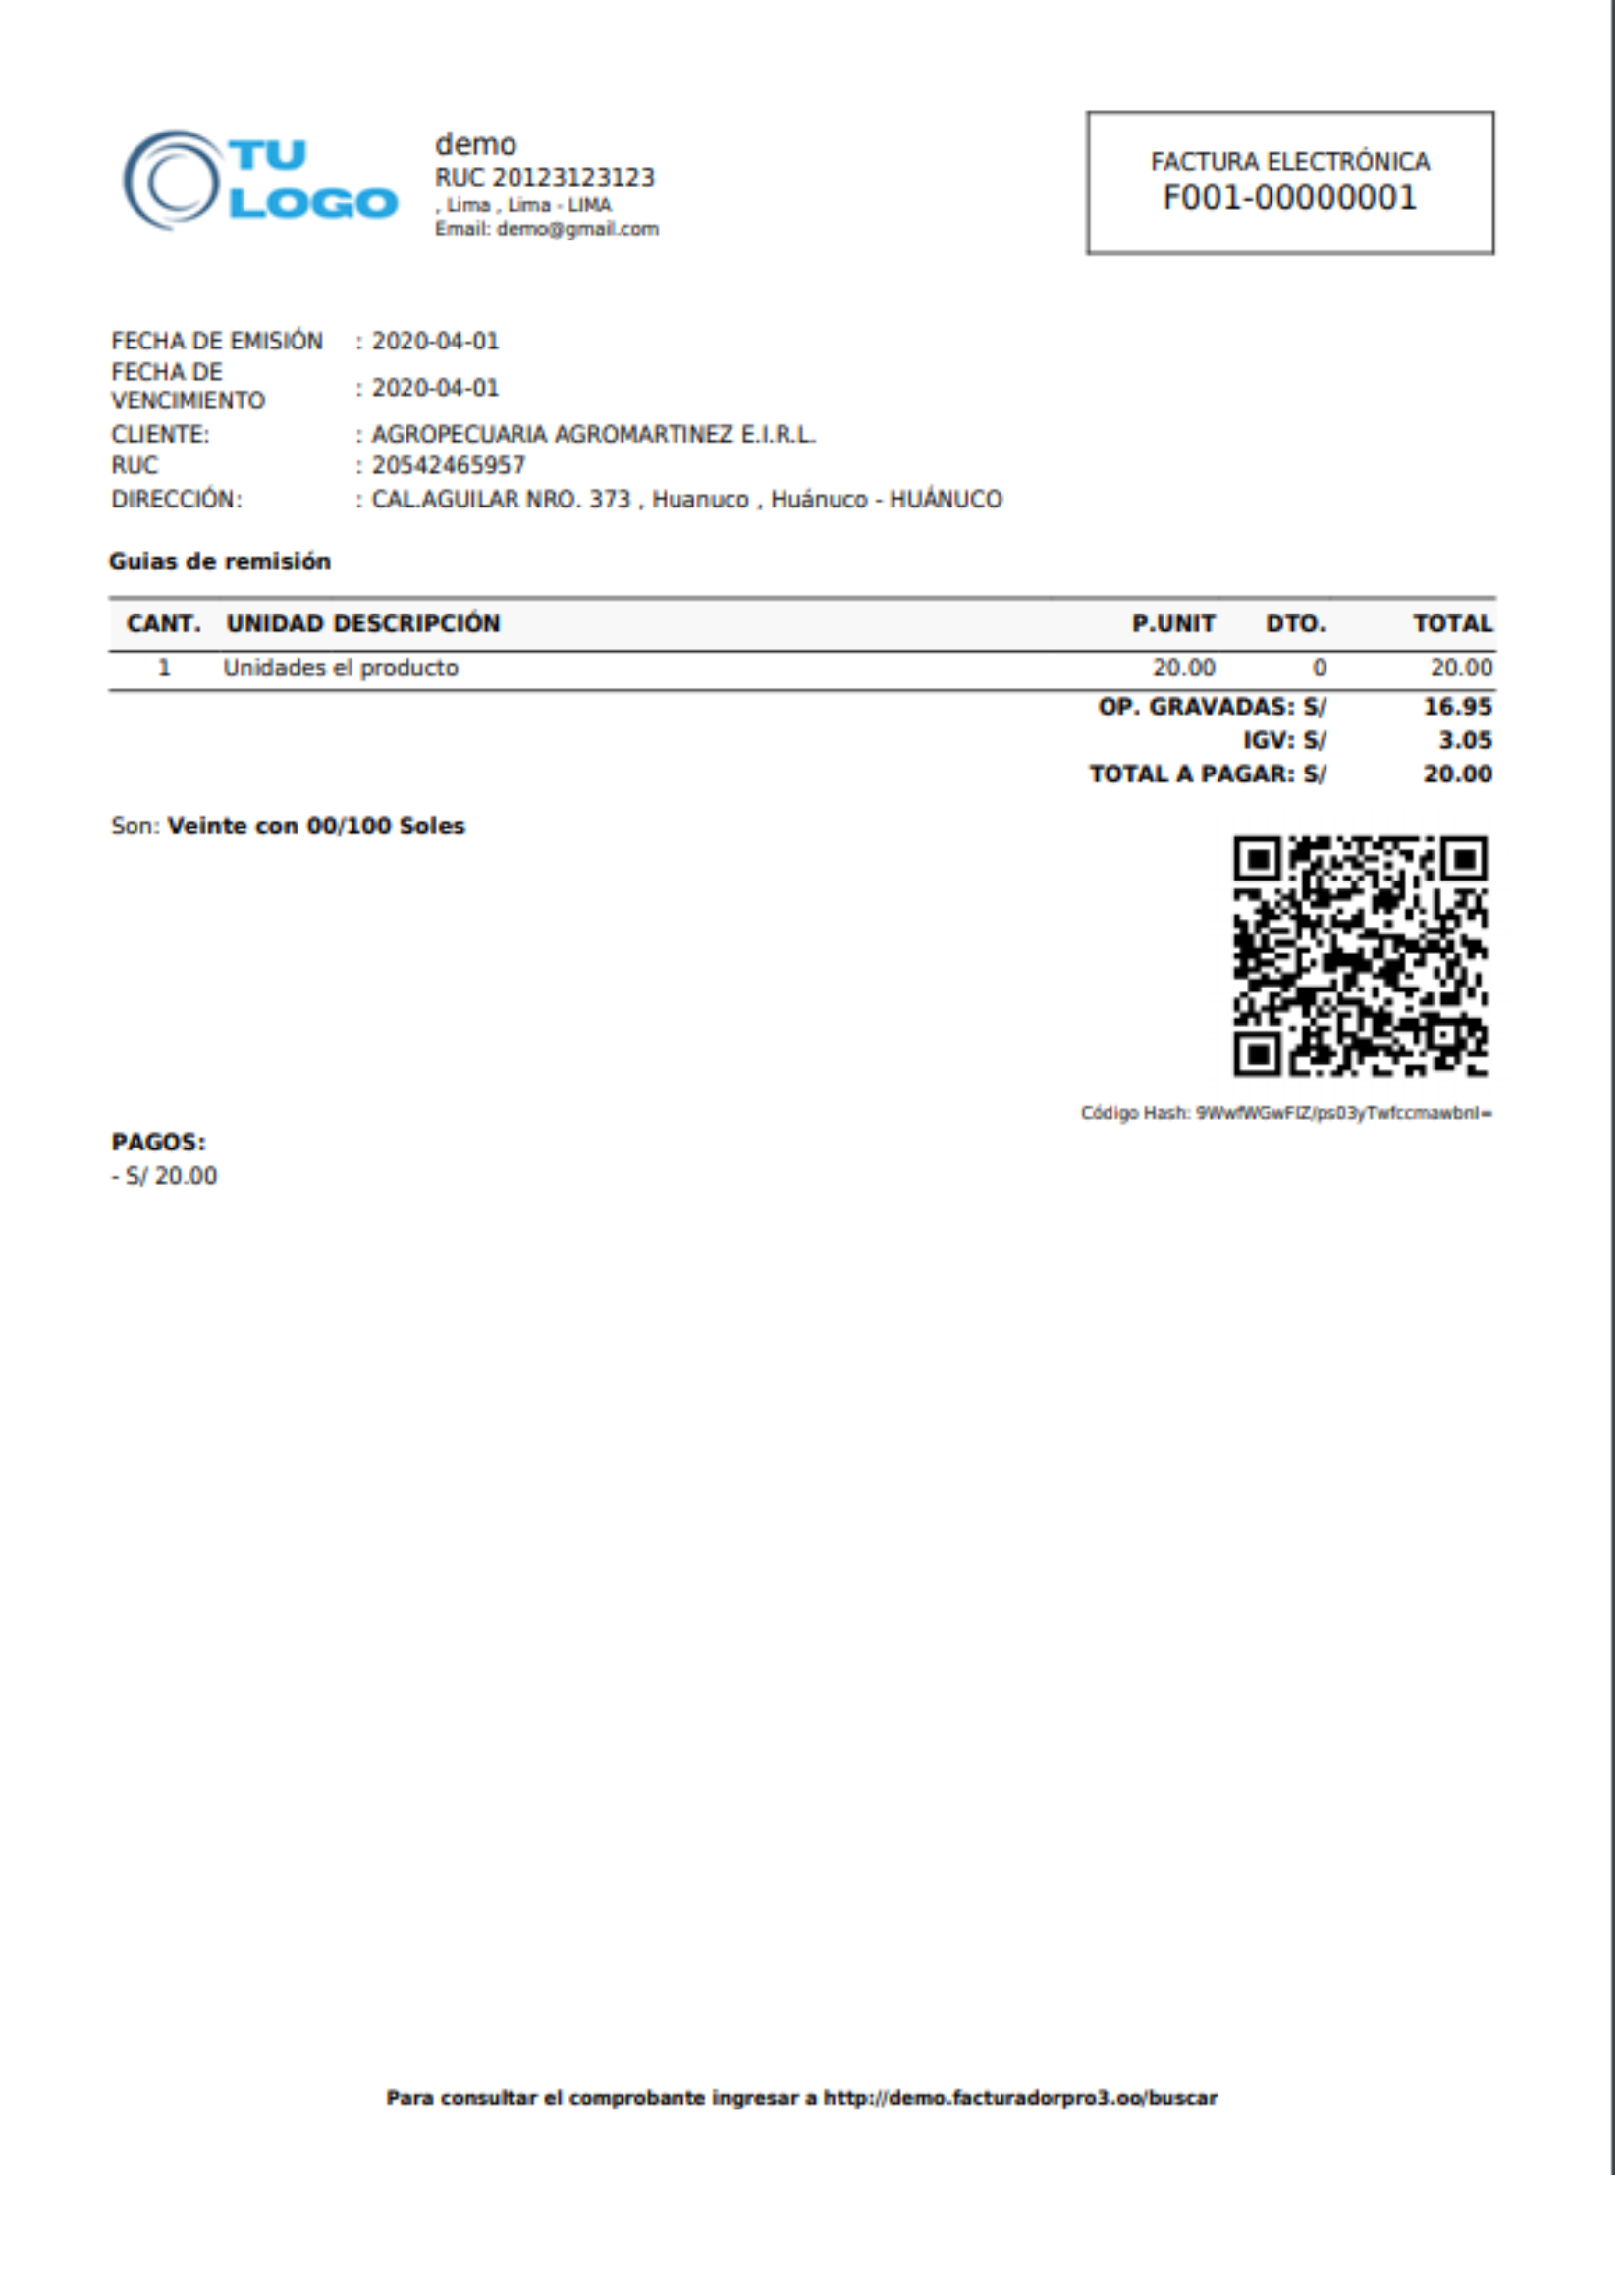 TU
LOGO
demo
RUC 20123123123
, Lima , Lima - LIMA
Email: demo@gmail.com
FACTURA ELECTRÓNICA
F001-00000001
FECHA DE EMISIÓN : 2020-04-01
FECHA DE
VENCIMIENTO : 2020-04-01
CLIENTE: : AGROPECUARIA AGROMARTINEZ E.I.R.L.
RUC : 20542465957
DIRECCIÓN: : CAL.AGUILAR NRO. 373 , Huanuco , Huánuco - HUÁNUCO
Guias de remisión
CANT. UNIDAD DESCRIPCIÓN P.UNIT DTO. TOTAL
1 Unidades el producto 20.00 0 20.00
OP. GRAVADAS: S/ 16.95
IGV: S/ 3.05
TOTAL A PAGAR: S/ 20.00
Son: Veinte con 00/100 Soles
Código Hash:
PAGOS:
- S/ 20.00
Para consultar el comprobante ingresar a http://demo.facturadorpro3.oo/buscar